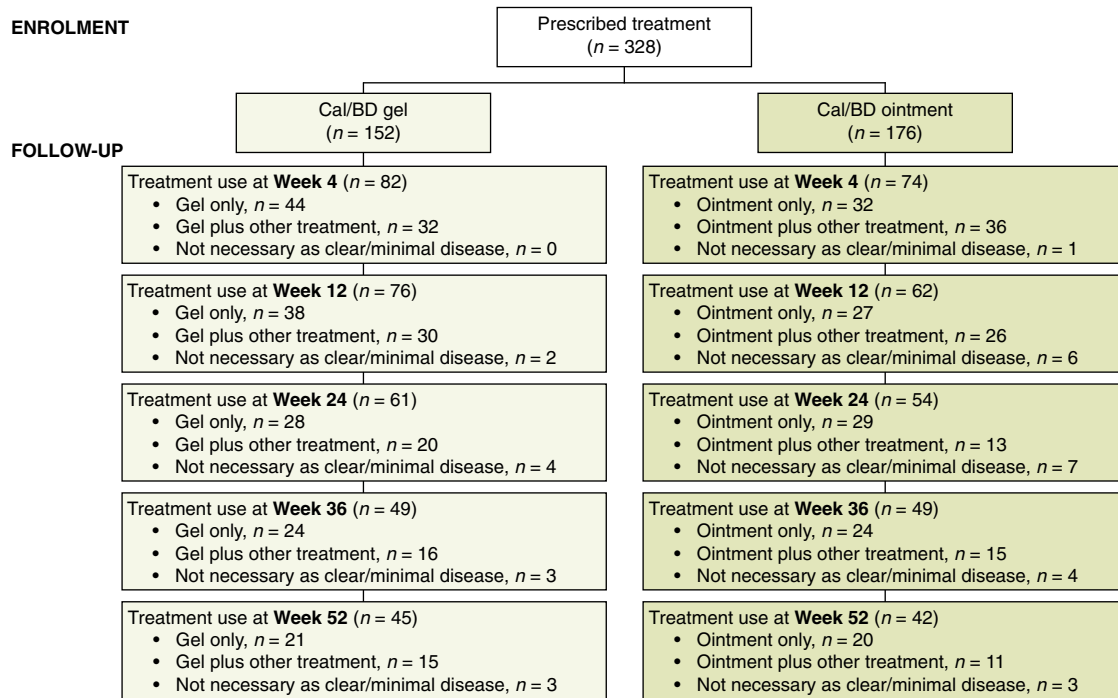 ENROLMENT
Prescribed treatment
(n = 328)
Cal/BD gel
(n = 152)
Cal/BD ointment
(n = 176)
FOLLOW-UP
Treatment use at Week 4 (n = 82)
• Gel only, n = 44
• Gel plus other treatment, n = 32
• Not necessary as clear/minimal disease, n = 0
Treatment use at Week 4 (n = 74)
• Ointment only, n = 32
• Ointment plus other treatment, n = 36
• Not necessary as clear/minimal disease, n = 1
Treatment use at Week 12 (n = 76)
• Gel only, n = 38
• Gel plus other treatment, n = 30
• Not necessary as clear/minimal disease, n = 2
Treatment use at Week 12 (n = 62)
• Ointment only, n = 27
• Ointment plus other treatment, n = 26
• Not necessary as clear/minimal disease, n = 6
Treatment use at Week 24 (n = 61)
• Gel only, n = 28
• Gel plus other treatment, n = 20
• Not necessary as clear/minimal disease, n = 4
Treatment use at Week 24 (n = 54)
• Ointment only, n = 29
• Ointment plus other treatment, n = 13
• Not necessary as clear/minimal disease, n = 7
Treatment use at Week 36 (n = 49)
• Gel only, n = 24
• Gel plus other treatment, n = 16
• Not necessary as clear/minimal disease, n = 3
Treatment use at Week 36 (n = 49)
• Ointment only, n = 24
• Ointment plus other treatment, n = 15
• Not necessary as clear/minimal disease, n = 4
Treatment use at Week 52 (n = 45)
• Gel only, n = 21
• Gel plus other treatment, n = 15
• Not necessary as clear/minimal disease, n = 3
Treatment use at Week 52 (n = 42)
• Ointment only, n = 20
• Ointment plus other treatment, n = 11
• Not necessary as clear/minimal disease, n = 3